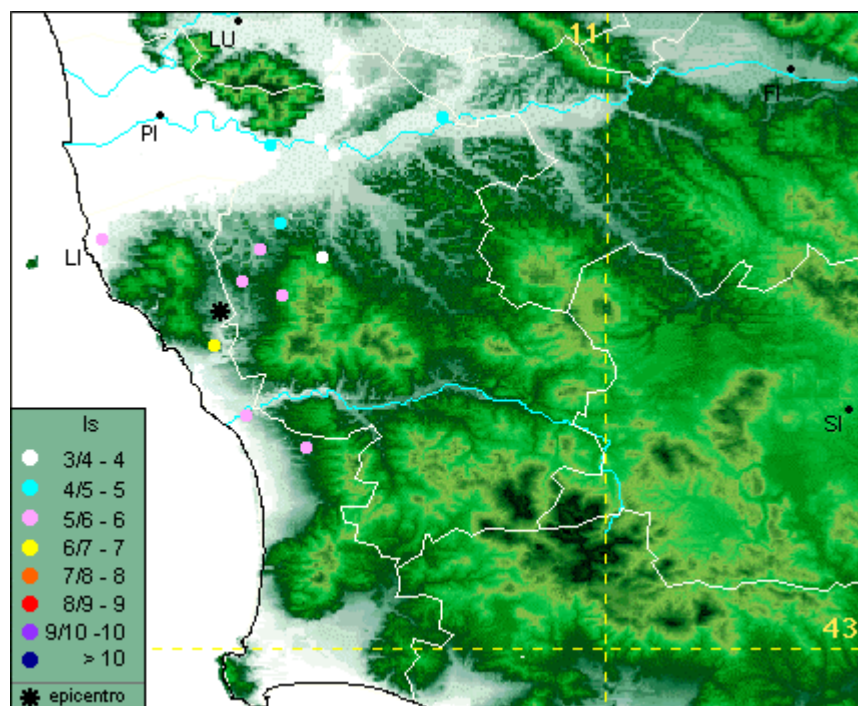 LU
11
FI
PI
LI
SI
Is
3/4 - 4
4/5 - 5
5/6 - 6
6/7 - 7
7/8 - 8
8/9 - 9
9/10 -10
> 10
epicentro
43